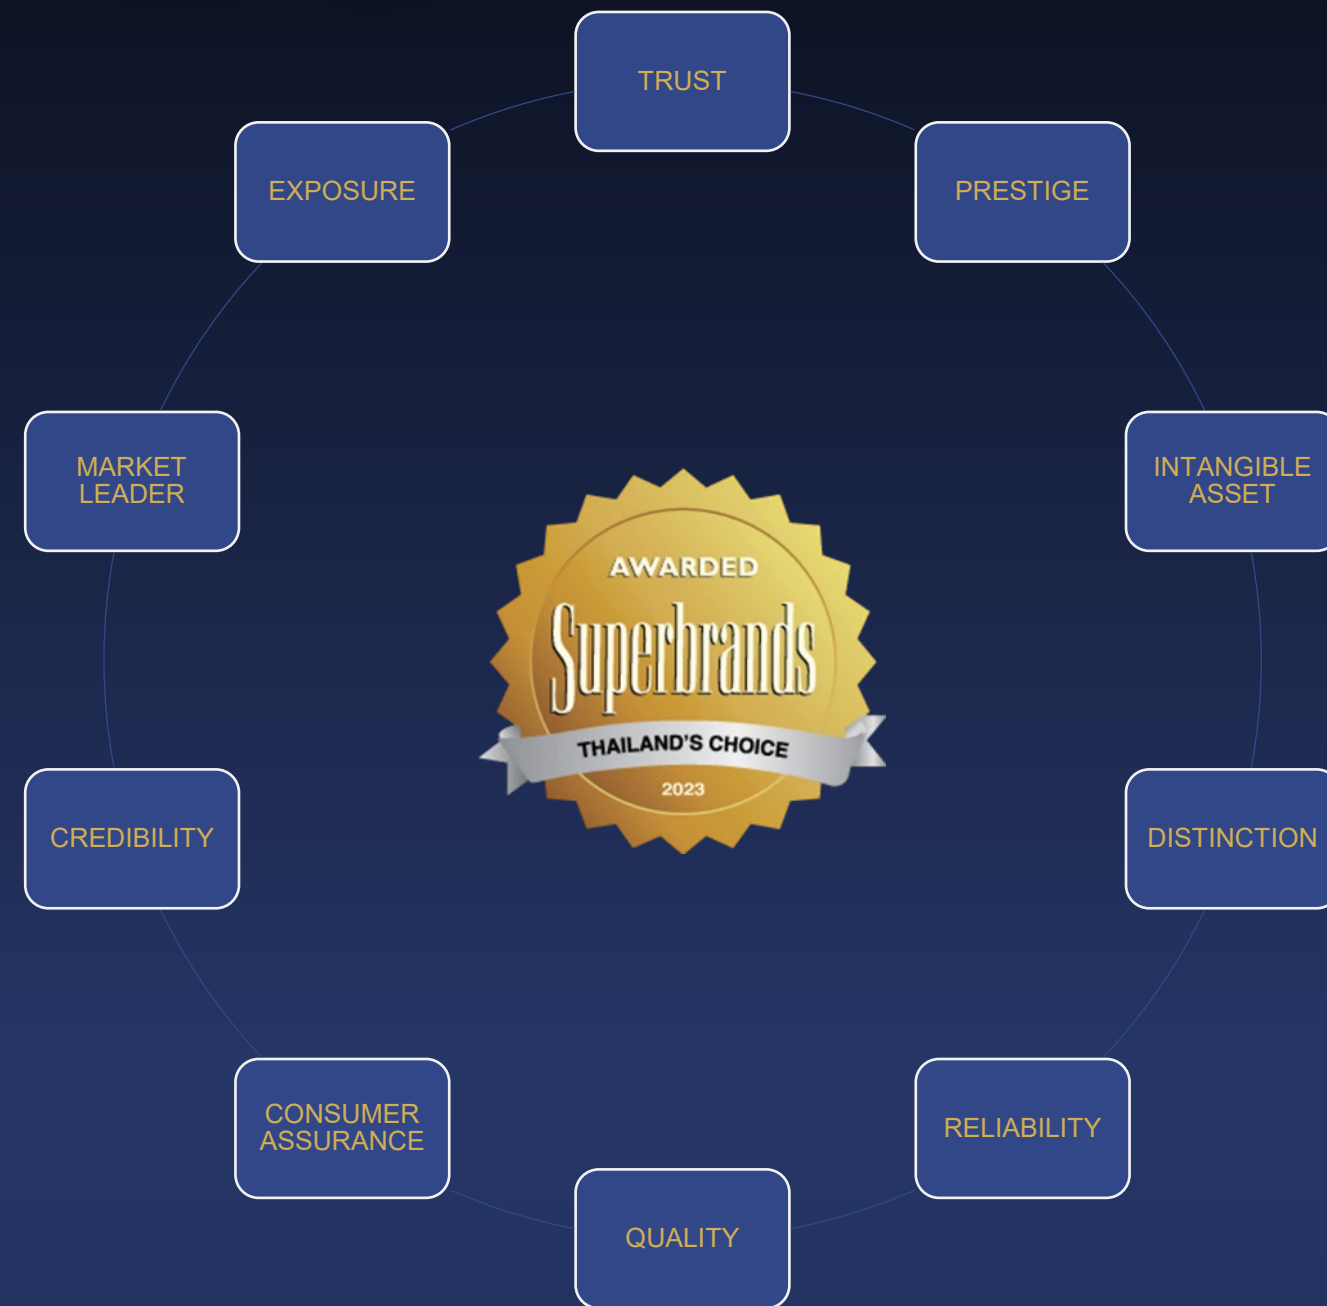 TRUST
EXPOSURE
PRESTIGE
MARKET
LEADER
INTANGIBLE
ASSET
AWARDED
Superbrands
THAILAND'S CHOICE
2023
CREDIBILITY
DISTINCTION
CONSUMER
ASSURANCE
RELIABILITY
QUALITY